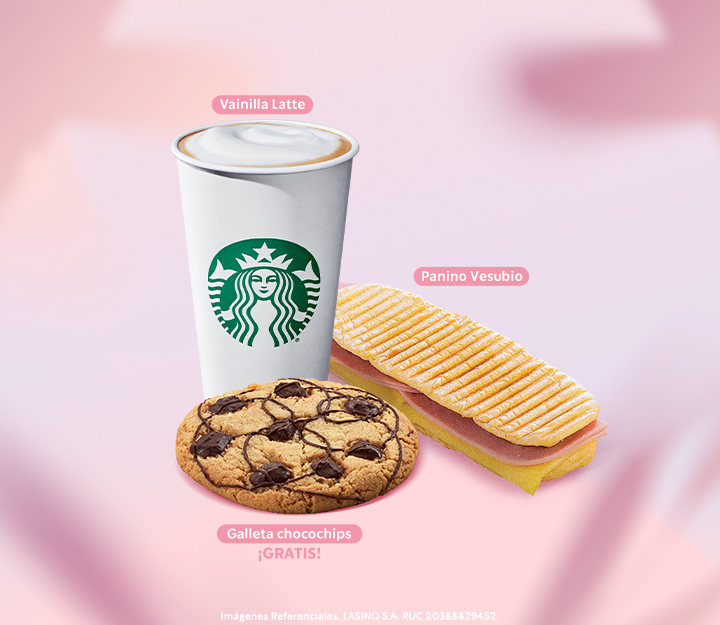 Vainilla Latte
Panino Vesubio
Galleta chocochips
¡GRATIS!
Imágenes Referenciales. LASINO S.A. RUC 20388829452.